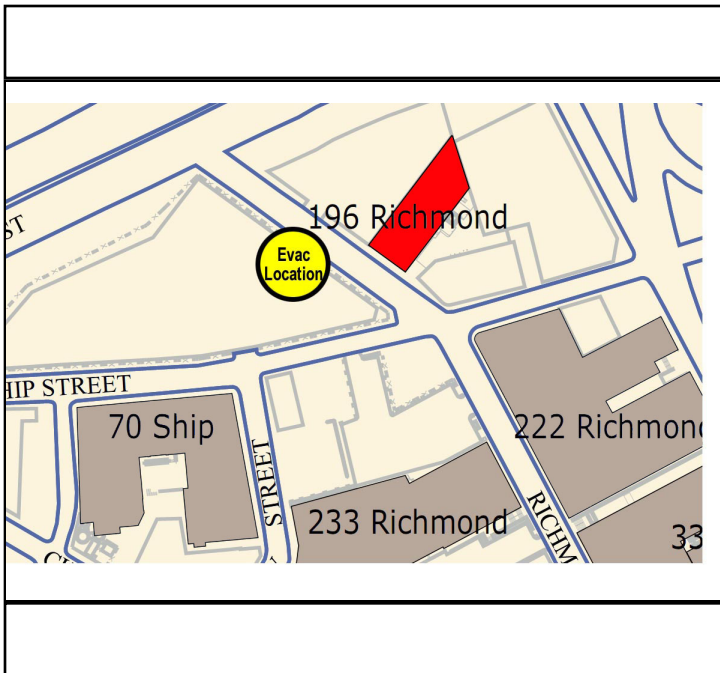 ST
196 Richmond
Evac
Location
HIP STREET
70 Ship
222 Richmond
STREET
233 Richmond
RICHM
33